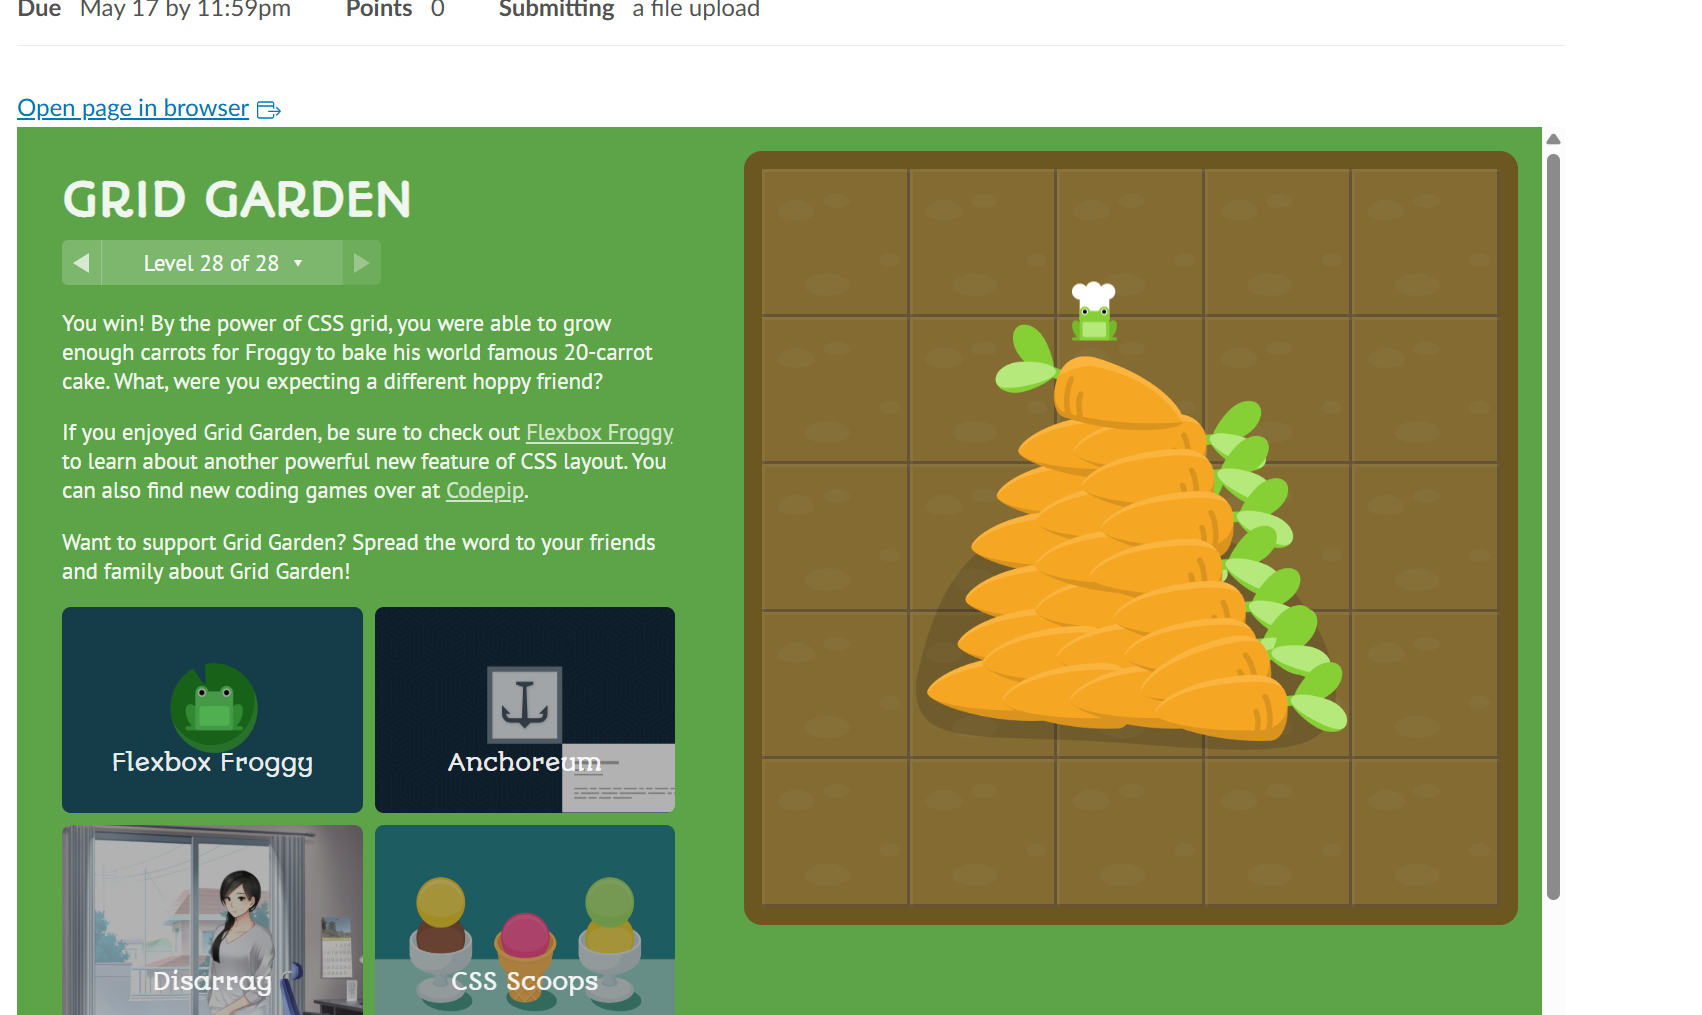 Due May 17 by 11:59pm Points 0 Submitting a file upload
Open page in browser
GRID GARDEN
Level 28 of 28
You win! By the power of CSS grid, you were able to grow
enough carrots for Froggy to bake his world famous 20-carrot
cake. What, were you expecting a different hoppy friend?
If you enjoyed Grid Garden, be sure to check out Flexbox Froggy
to learn about another powerful new feature of CSS layout. You
can also find new coding games over at Codepip.
Want to support Grid Garden? Spread the word to your friends
and family about Grid Garden!
Flexbox Froggy
Anchoreum
Disarray
CSS Scoops